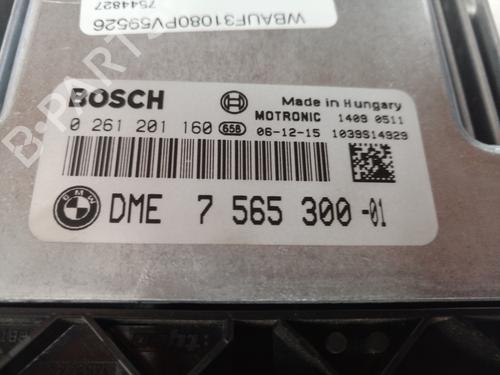 WBAUF31080PV59526
7544827
BOSCH
Made in Hungary
MOTRONIC 1409 0511
0 261 201 160 658 06-12-15 1039S14929
BMW
DME 7 565 300-01
B-PARTS